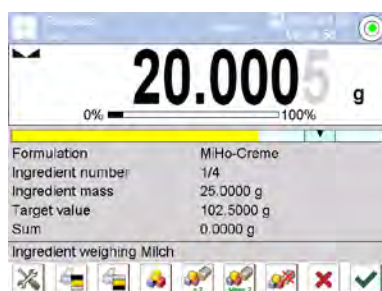 20.0005 g
0% 100%
Formulation MiHo-Creme
Ingredient number 1/4
Ingredient mass 25.0000 g
Target value 102.5000 g
Sum 0.0000 g
Ingredient weighing Milch